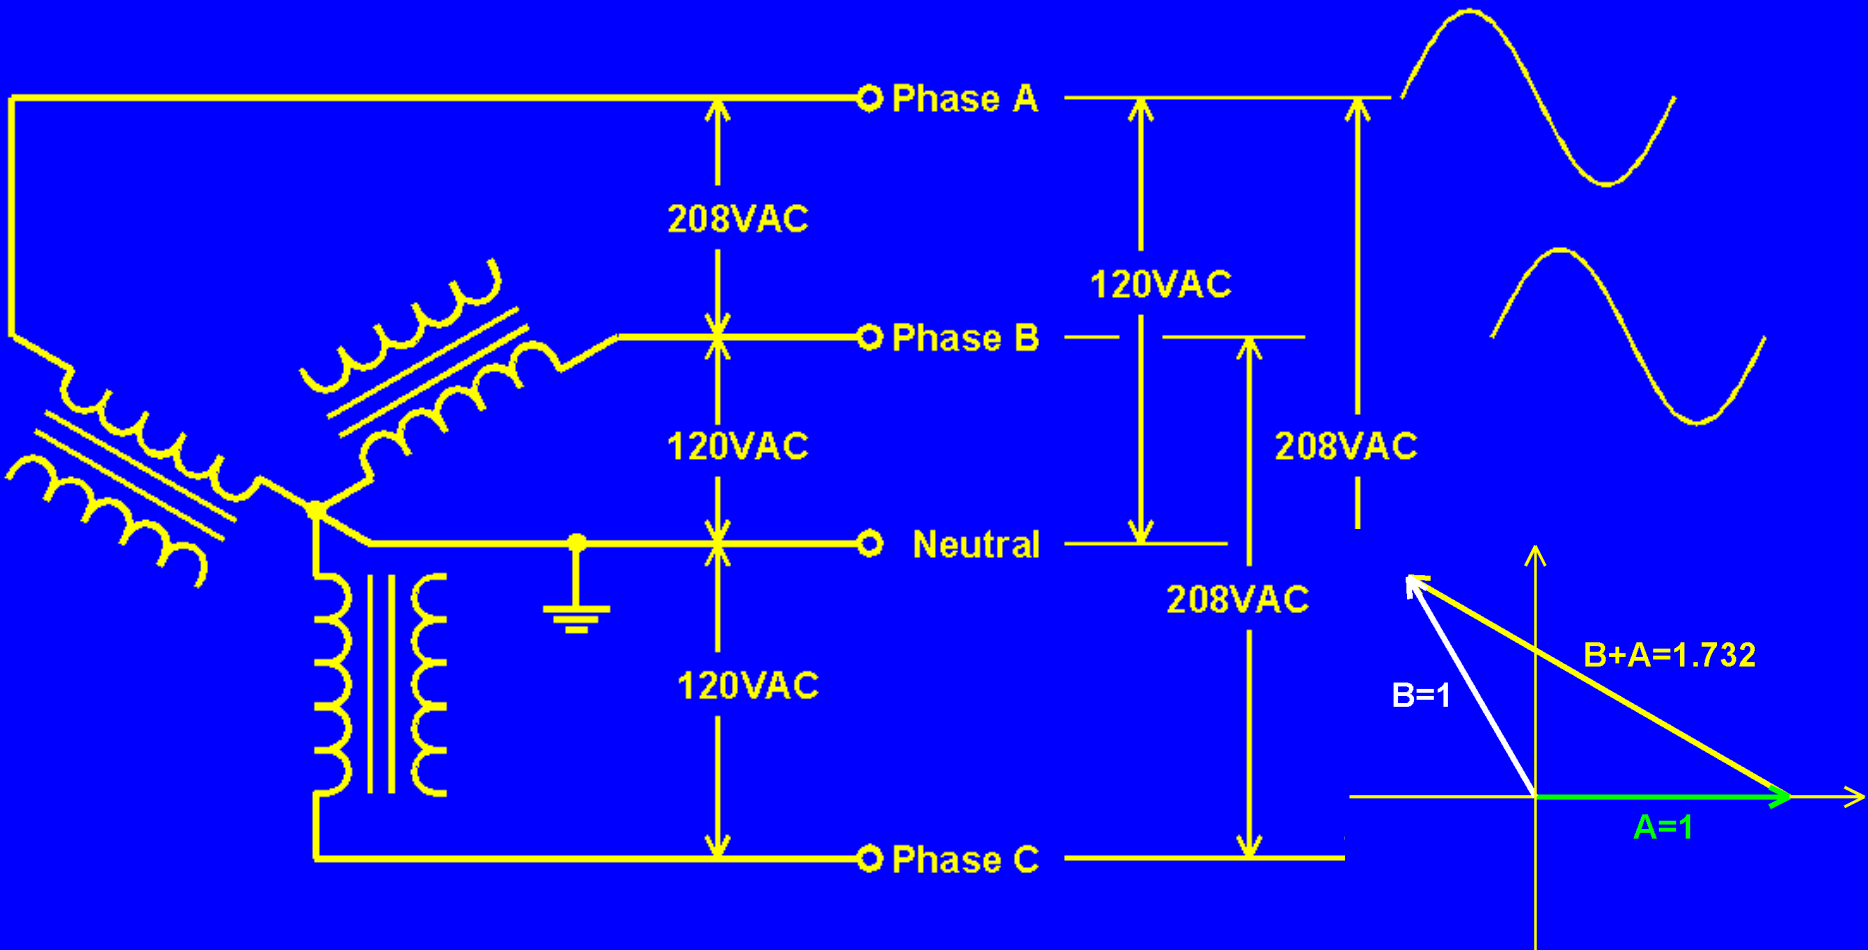 Phase A
208VAC
120VAC
Phase B
120VAC
208VAC
Neutral
208VAC
B+A=1.732
120VAC
B=1
A=1
Phase C